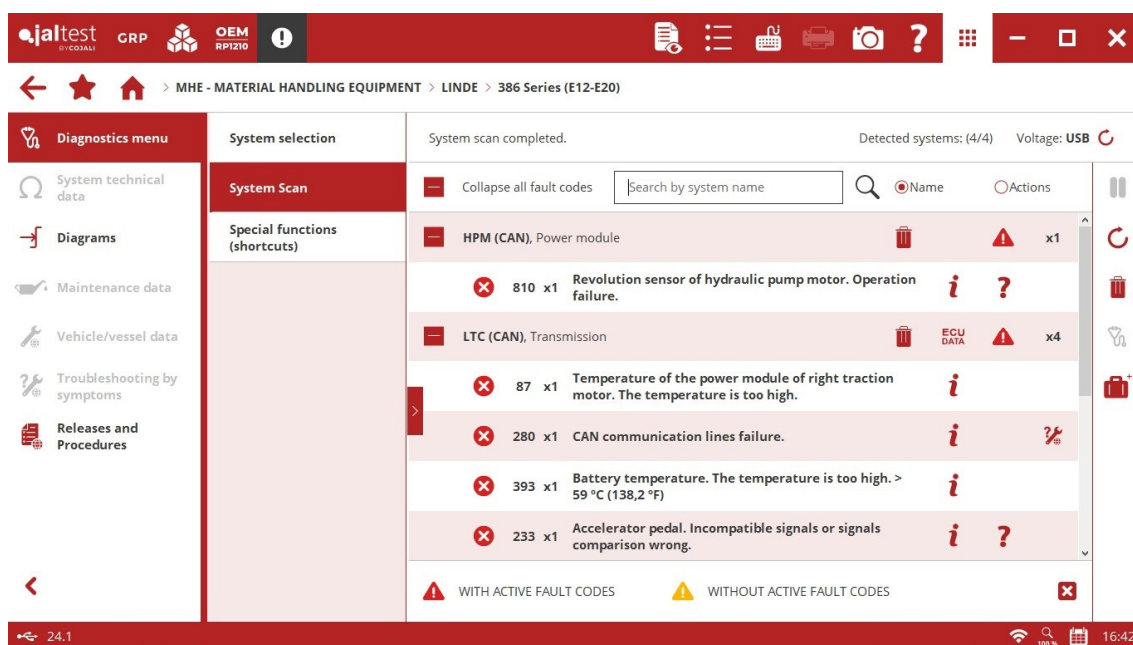 jaltest
BY COJALI
GRP
OEM
RP1210
?
> MHE - MATERIAL HANDLING EQUIPMENT > LINDE > 386 Series (E12-E20)
Diagnostics menu
System technical
data
Diagrams
Maintenance data
Vehicle/vessel data
Troubleshooting by
symptoms
Releases and
Procedures
System selection
System Scan
Special functions
(shortcuts)
System scan completed.
Detected systems: (4/4)
Voltage: USB
Collapse all fault codes
Search by system name
Name
Actions
HPM (CAN), Power module
x1
810 x1 Revolution sensor of hydraulic pump motor. Operation
failure.
i ?
LTC (CAN), Transmission
ECU
DATA
x4
87 x1 Temperature of the power module of right traction
motor. The temperature is too high.
i
280 x1 CAN communication lines failure.
i
393 x1 Battery temperature. The temperature is too high. >
59 ºC (138,2 ºF)
i
233 x1 Accelerator pedal. Incompatible signals or signals
comparison wrong.
i ?
WITH ACTIVE FAULT CODES
WITHOUT ACTIVE FAULT CODES
24.1
100 %
16:42